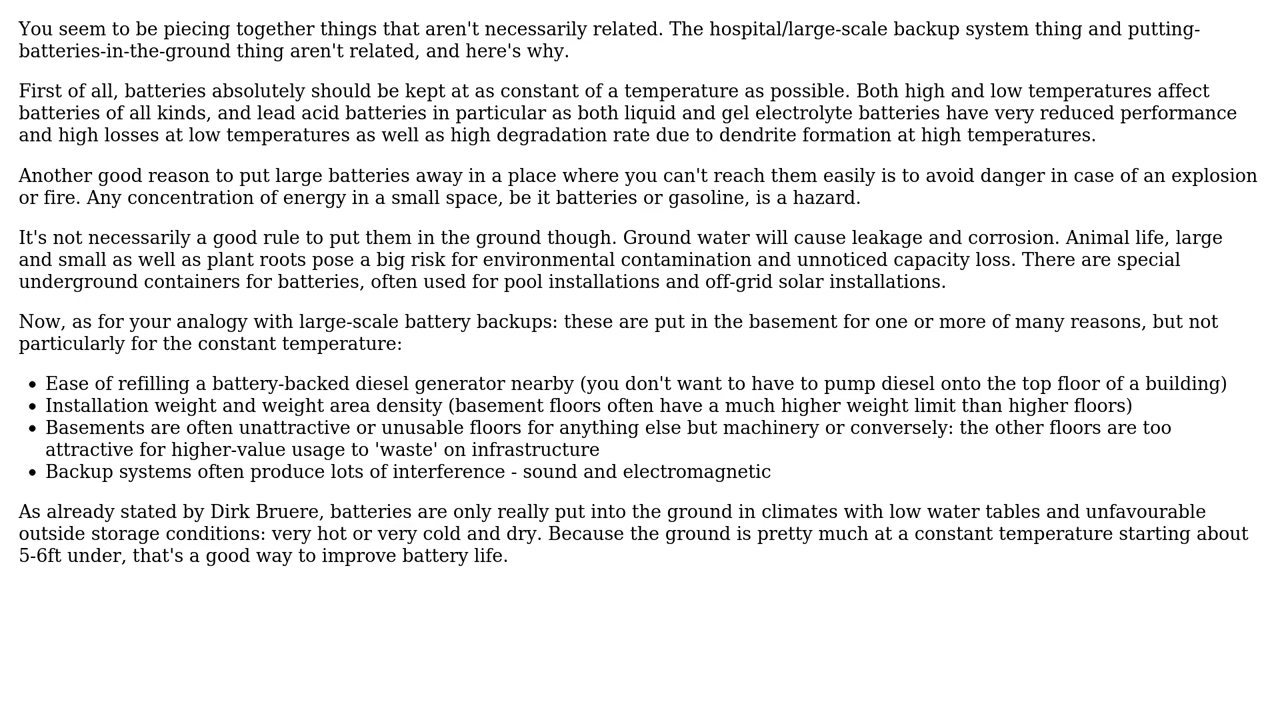 You seem to be piecing together things that aren't necessarily related. The hospital/large-scale backup system thing and putting-
batteries-in-the-ground thing aren't related, and here's why.
First of all, batteries absolutely should be kept at as constant of a temperature as possible. Both high and low temperatures affect
batteries of all kinds, and lead acid batteries in particular as both liquid and gel electrolyte batteries have very reduced performance
and high losses at low temperatures as well as high degradation rate due to dendrite formation at high temperatures.
Another good reason to put large batteries away in a place where you can't reach them easily is to avoid danger in case of an explosion
or fire. Any concentration of energy in a small space, be it batteries or gasoline, is a hazard.
It's not necessarily a good rule to put them in the ground though. Ground water will cause leakage and corrosion. Animal life, large
and small as well as plant roots pose a big risk for environmental contamination and unnoticed capacity loss. There are special
underground containers for batteries, often used for pool installations and off-grid solar installations.
Now, as for your analogy with large-scale battery backups: these are put in the basement for one or more of many reasons, but not
particularly for the constant temperature:
• Ease of refilling a battery-backed diesel generator nearby (you don't want to have to pump diesel onto the top floor of a building)
• Installation weight and weight area density (basement floors often have a much higher weight limit than higher floors)
• Basements are often unattractive or unusable floors for anything else but machinery or conversely: the other floors are too
attractive for higher-value usage to 'waste' on infrastructure
• Backup systems often produce lots of interference - sound and electromagnetic
As already stated by Dirk Bruere, batteries are only really put into the ground in climates with low water tables and unfavourable
outside storage conditions: very hot or very cold and dry. Because the ground is pretty much at a constant temperature starting about
5-6ft under, that's a good way to improve battery life.